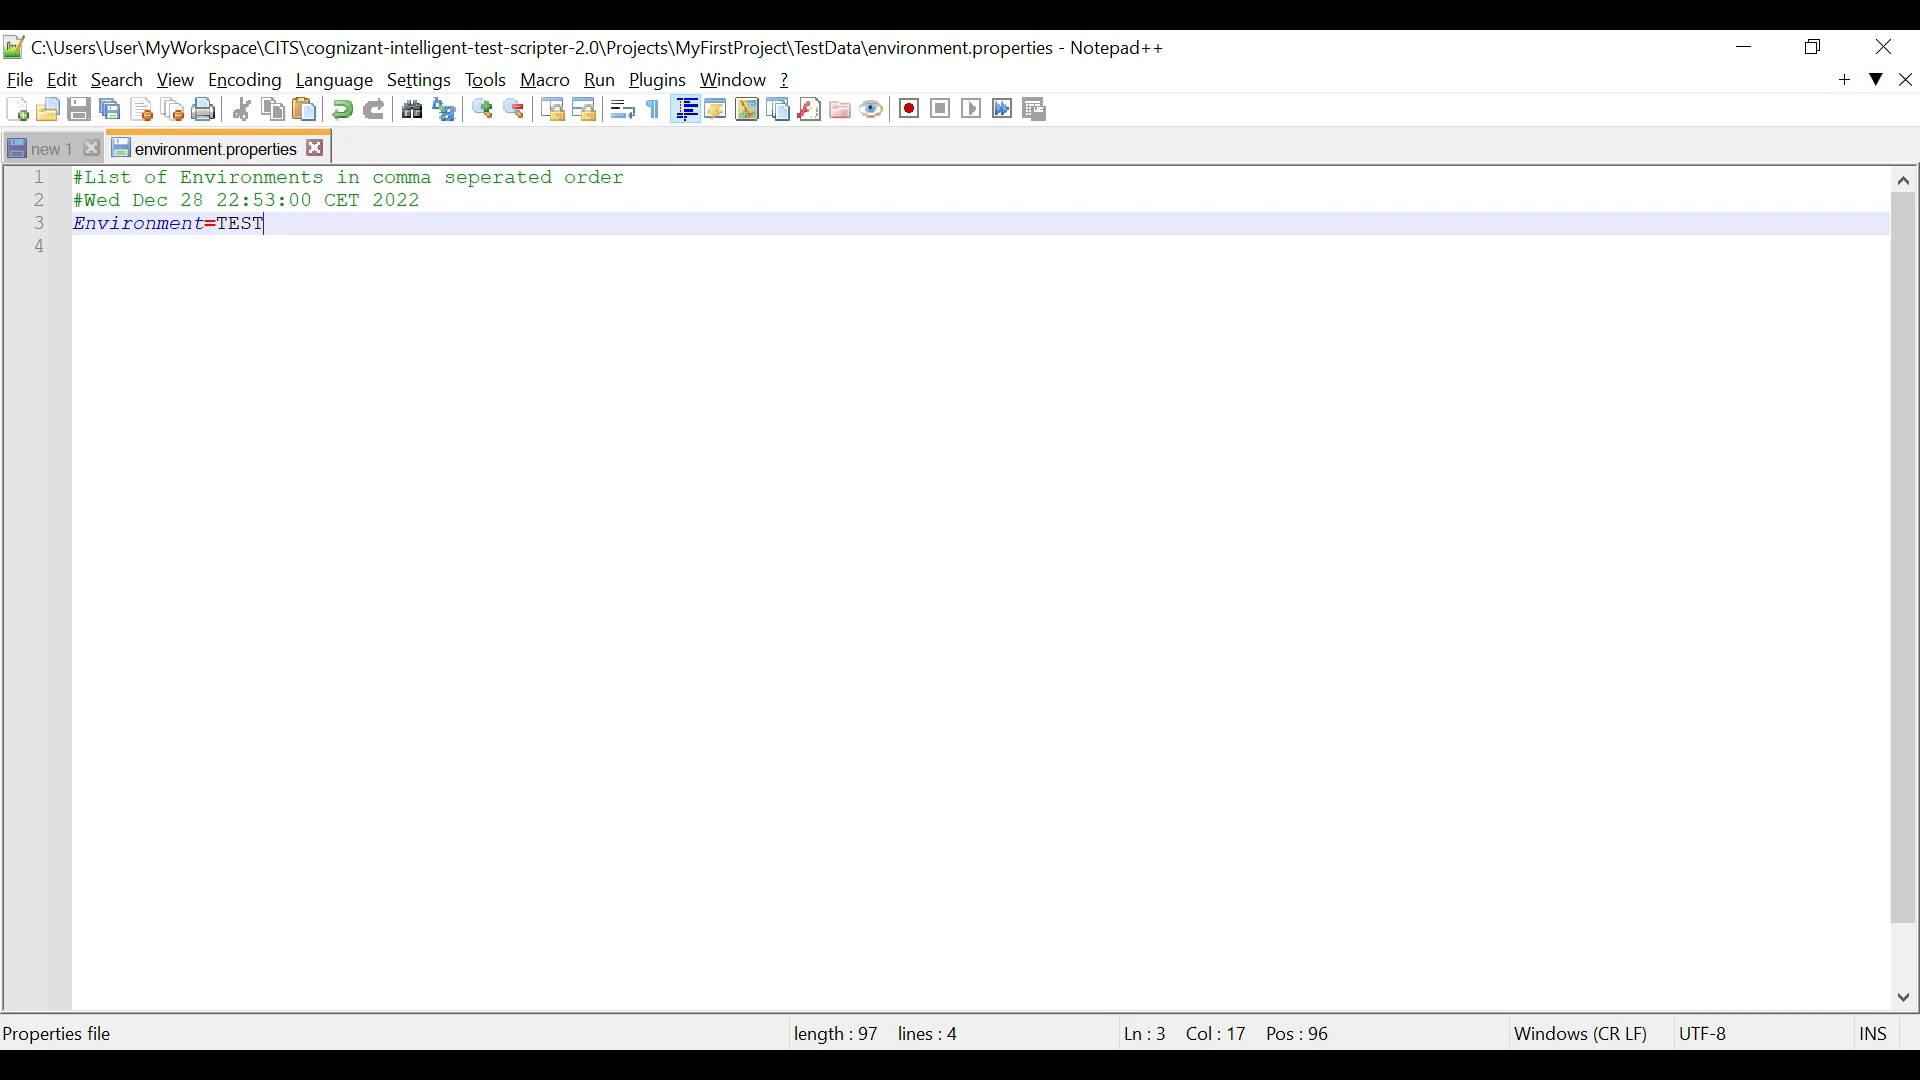 C:\Users\User\MyWorkspace\CITS\cognizant-intelligent-test-scripter-2.0\Projects\MyFirstProject\TestData\environment.properties - Notepad++
File Edit Search View Encoding Language Settings Tools Macro Run Plugins Window ?
new 1 environment.properties
1 #List of Environments in comma seperated order
2 #Wed Dec 28 22:53:00 CET 2022
3 Environment=TEST
4
Properties file length : 97 lines : 4 Ln : 3 Col : 17 Pos : 96 Windows (CR LF) UTF-8 INS